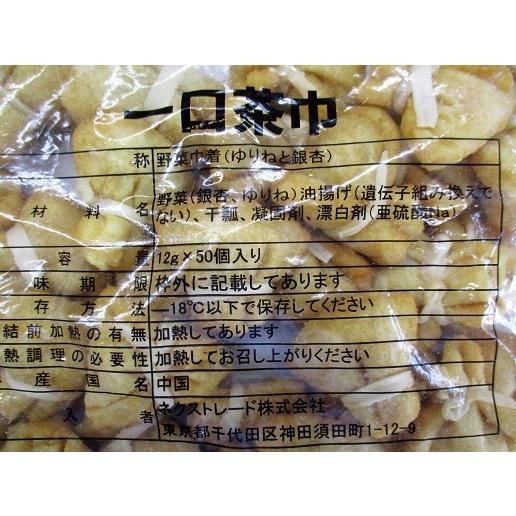 一口茶巾
称 野菜巾着(ゆりねと銀杏)
材料名 野菜(銀杏、ゆりね)油揚げ(遺伝子組み換えで
ない)、干瓢、凝固剤、漂白剤(亜硫酸Na)
容量 12g×50個入り
味期限 枠外に記載してあります
存方法 ―18℃以下で保存してください
結前加熱の有無 加熱してあります
熱調理の必要性 加熱してお召し上がりください
産国名 中国
入者 ネクストレード株式会社
東京都千代田区神田須田町1-12-9